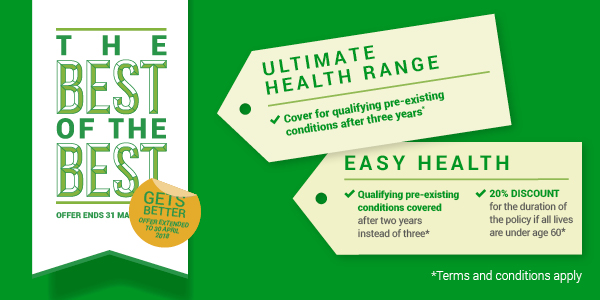 THE
BEST
OF THE
BEST
OFFER ENDS 31
GETS
BETTER
OFFER EXTENDED
TO 30 APRIL
2018
ULTIMATE
HEALTH RANGE
Cover for qualifying pre-existing
conditions after three years*
EASY HEALTH
Qualifying pre-existing
conditions covered
after two years
instead of three*
20% DISCOUNT
for the duration of
the policy if all lives
are under age 60*
*Terms and conditions apply